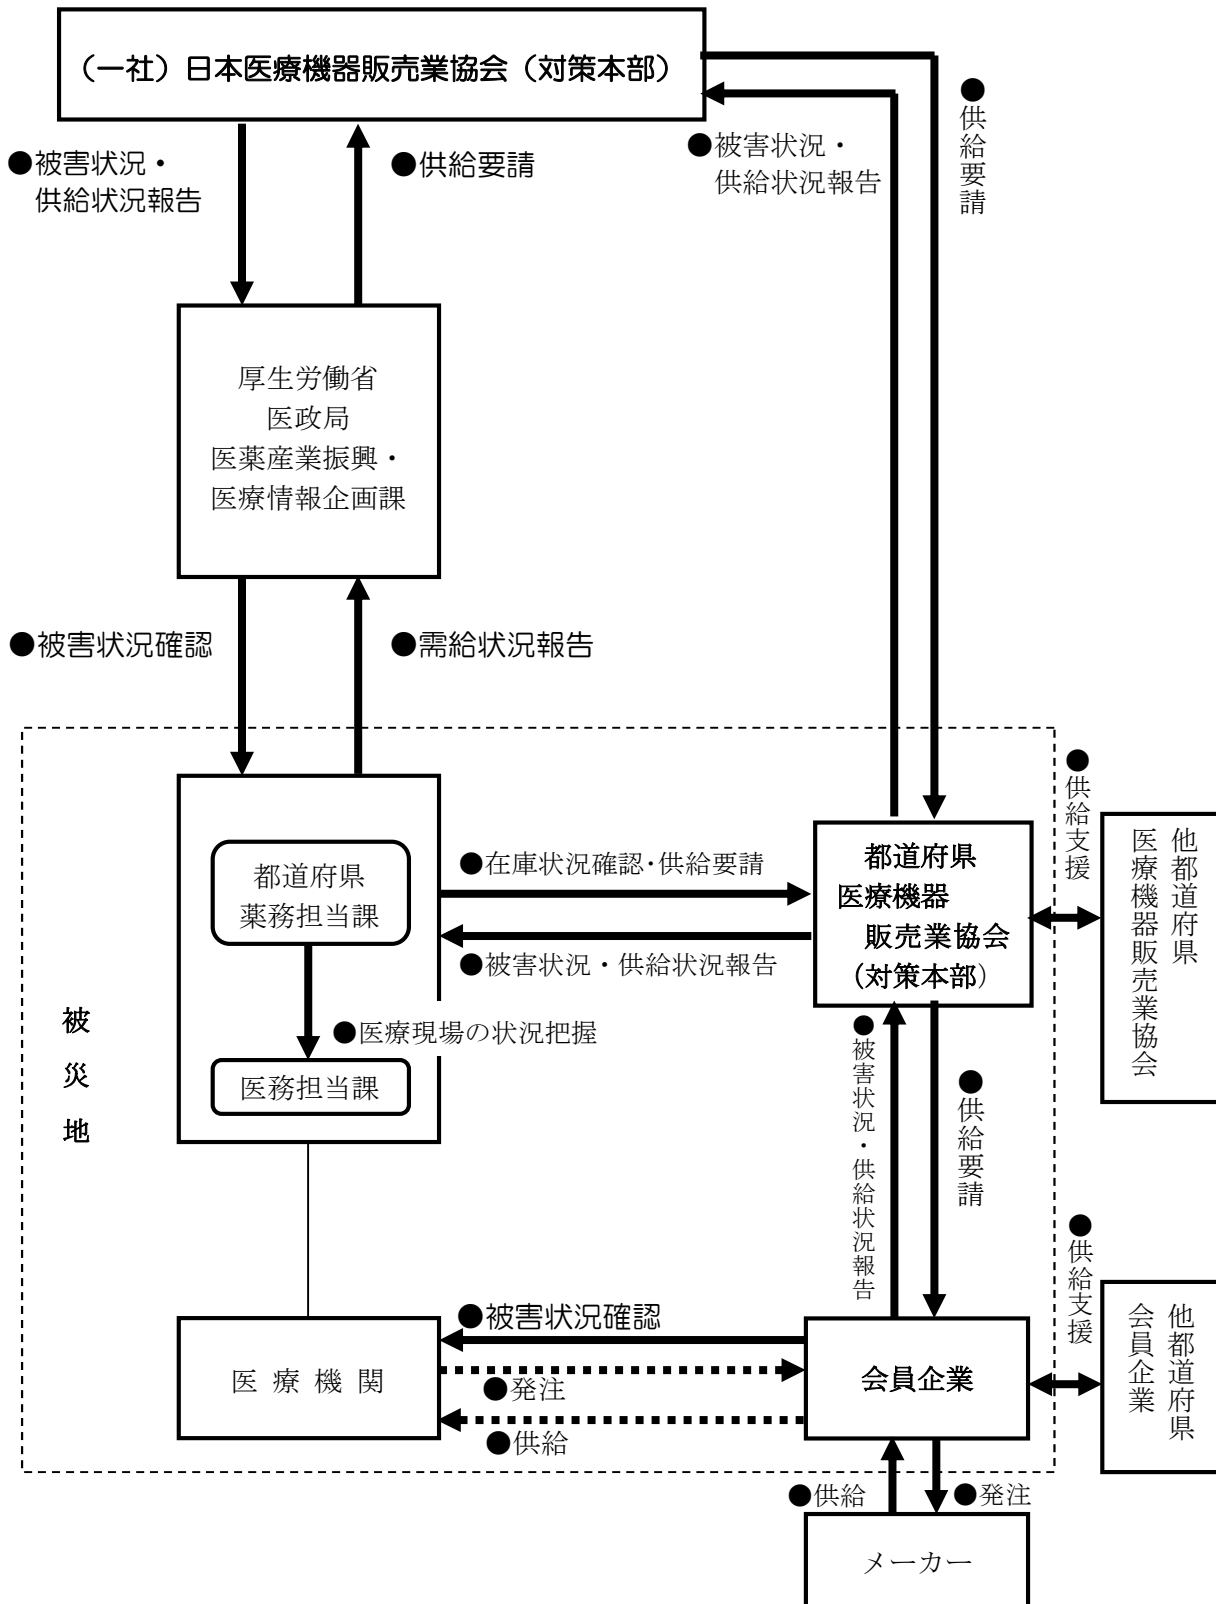 （一社）日本医療機器販売業協会（対策本部）
●被害状況・
供給状況報告
●供給要請
●被害状況・
供給状況報告
●供給要請
厚生労働省
医政局
医薬産業振興・
医療情報企画課
●被害状況確認
●需給状況報告
都道府県
薬務担当課
●医療現場の状況把握
医務担当課
●在庫状況確認・供給要請
●被害状況・供給状況報告
都道府県
医療機器
販売業協会
（対策本部）
●供給支援
他都道府県
医療機器販売業協会
被災地
●被害状況・供給状況報告
●供給要請
●供給支援
他都道府県
会員企業
医療機関
●被害状況確認
●発注
●供給
会員企業
●供給
●発注
メーカー